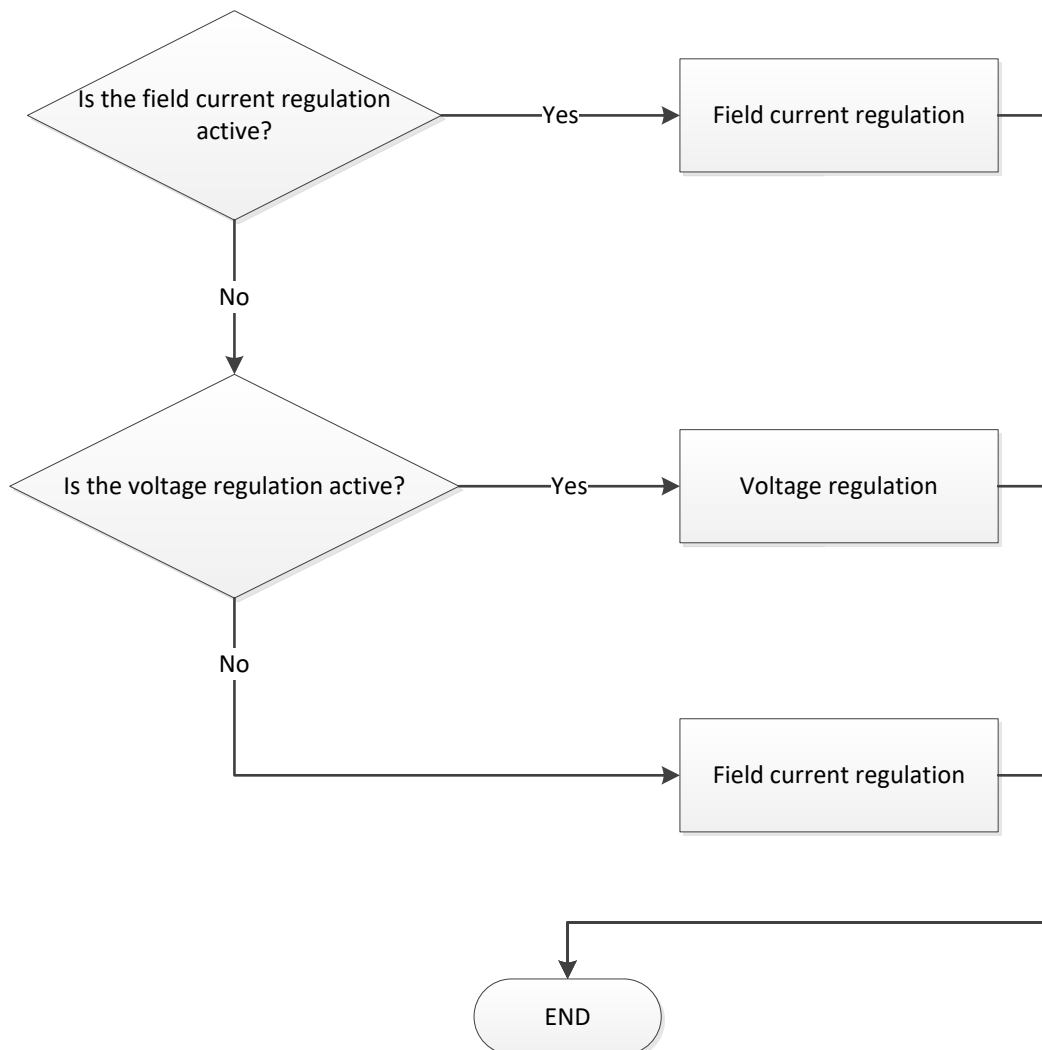 Is the field current regulation
active?
Yes
Field current regulation
No
Is the voltage regulation active?
Yes
Voltage regulation
No
Field current regulation
END